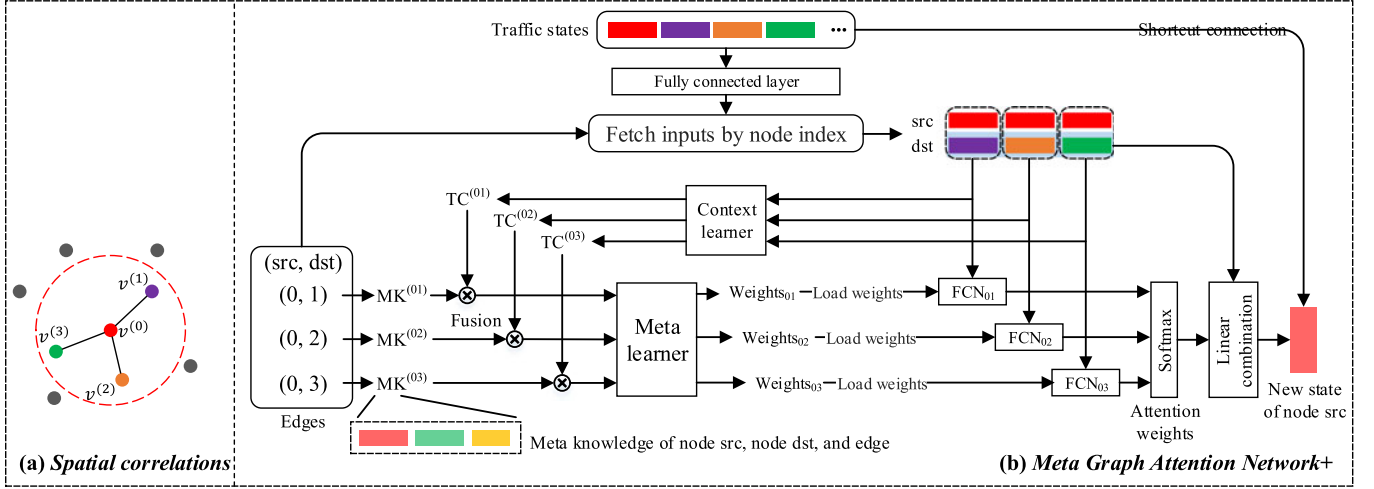 Traffic states
...
Shortcut connection
Fully connected layer
Fetch inputs by node index
src
dst
TC⁽⁰¹⁾
TC⁽⁰²⁾
TC⁽⁰³⁾
Context
learner
(src, dst)
(0, 1)
(0, 2)
(0, 3)
Edges
MK⁽⁰¹⁾
MK⁽⁰²⁾
MK⁽⁰³⁾
Fusion
Meta
learner
Weights₀₁
Load weights
Weights₀₂
Load weights
Weights₀₃
Load weights
FCN₀₁
FCN₀₂
FCN₀₃
Softmax
Attention
weights
Linear
combination
New state
of node src
Meta knowledge of node src, node dst, and edge
v⁽¹⁾
v⁽⁰⁾
v⁽³⁾
v⁽²⁾
(a) Spatial correlations
(b) Meta Graph Attention Network+